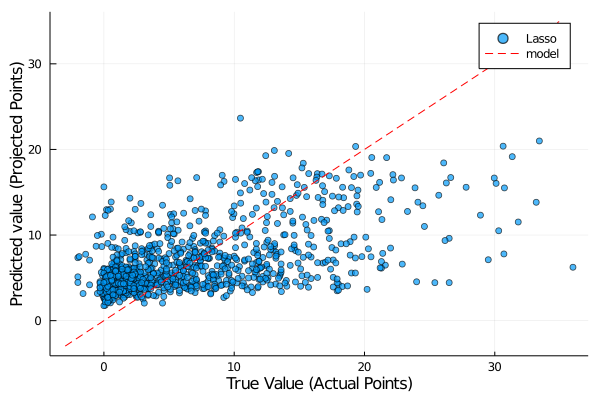 Lasso
model
30
20
10
0
Predicted value (Projected Points)
0
10
20
30
True Value (Actual Points)